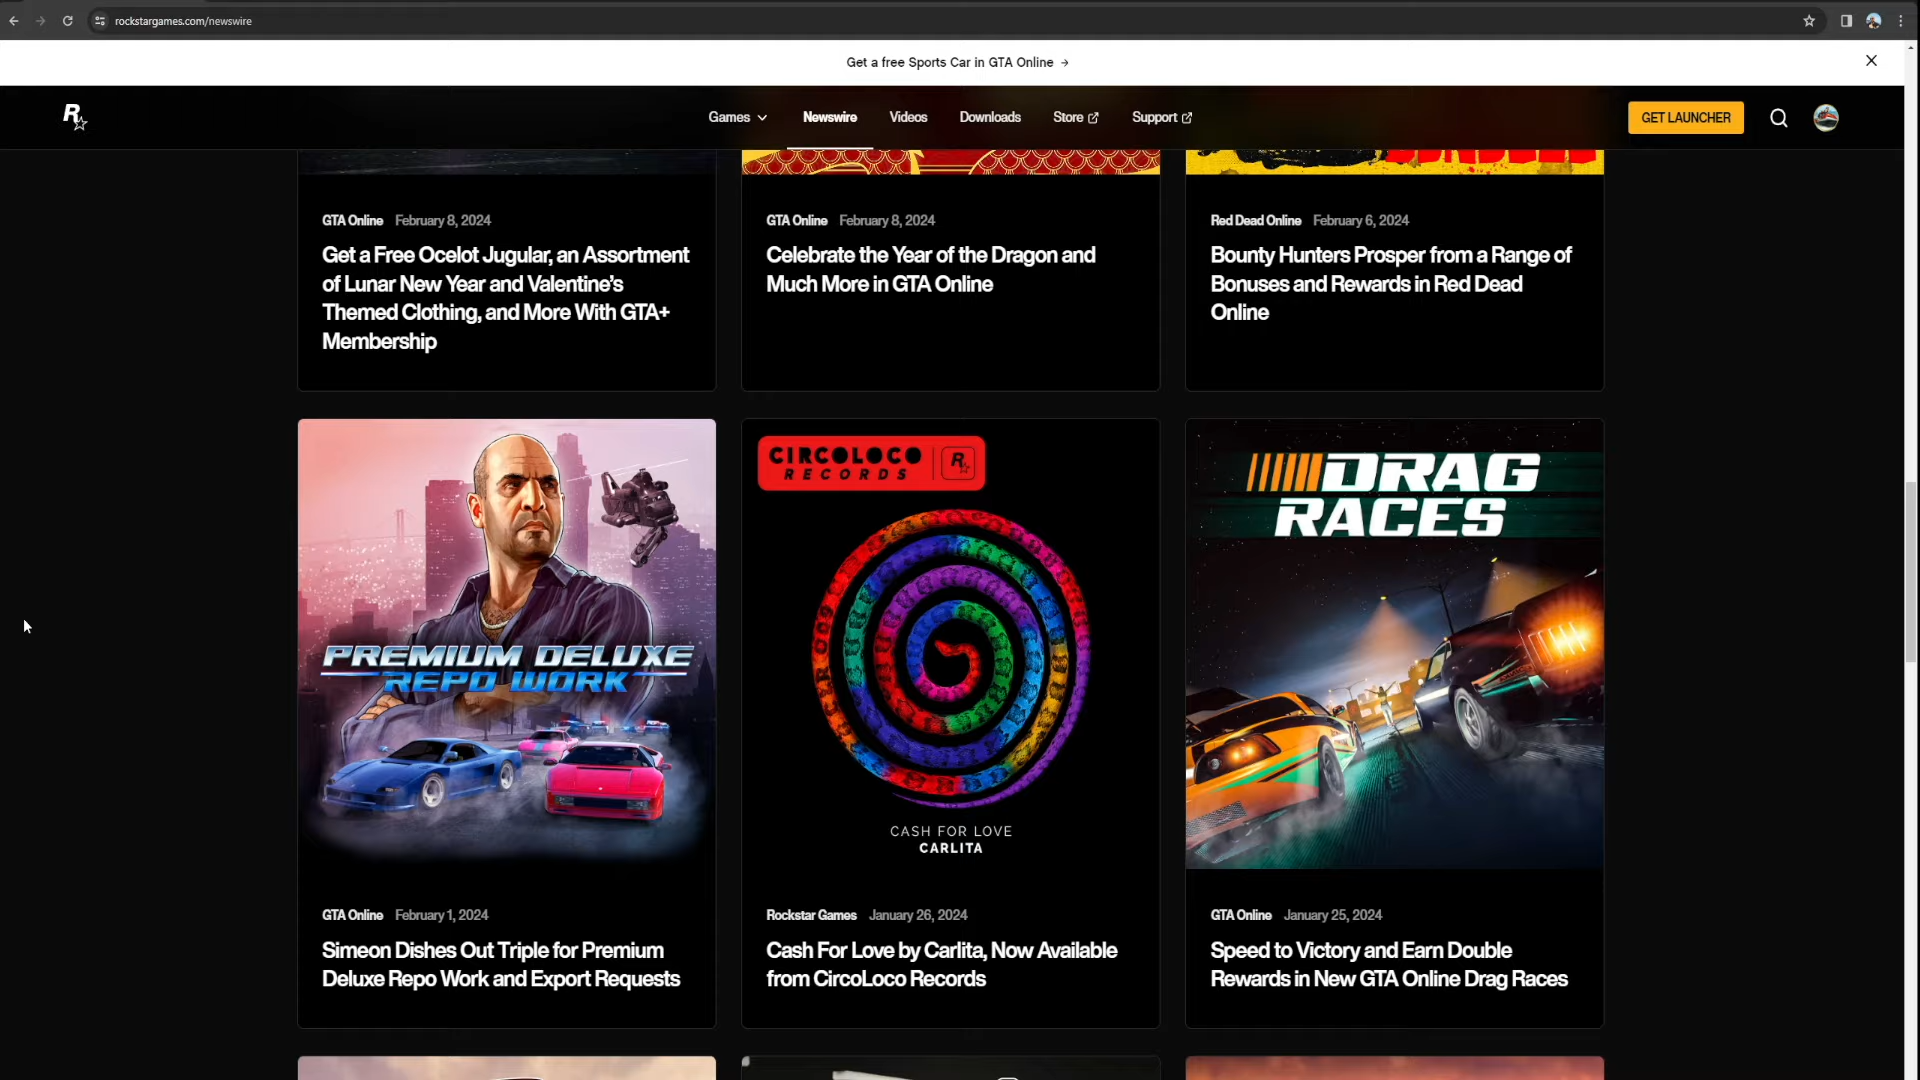 rockstargames.com/newswire
Get a free Sports Car in GTA Online →
R
Games
Newswire
Videos
Downloads
Store
Support
GET LAUNCHER
GTA Online February 8, 2024
Get a Free Ocelot Jugular, an Assortment
of Lunar New Year and Valentine's
Themed Clothing, and More With GTA+
Membership
GTA Online February 8, 2024
Celebrate the Year of the Dragon and
Much More in GTA Online
Red Dead Online February 6, 2024
Bounty Hunters Prosper from a Range of
Bonuses and Rewards in Red Dead
Online
PREMIUM DELUXE
REPO WORK
GTA Online February 1, 2024
Simeon Dishes Out Triple for Premium
Deluxe Repo Work and Export Requests
CIRCOLOCO
RECORDS
R
CASH FOR LOVE
CARLITA
Rockstar Games January 26, 2024
Cash For Love by Carlita, Now Available
from CircoLoco Records
DRAG
RACES
GTA Online January 25, 2024
Speed to Victory and Earn Double
Rewards in New GTA Online Drag Races